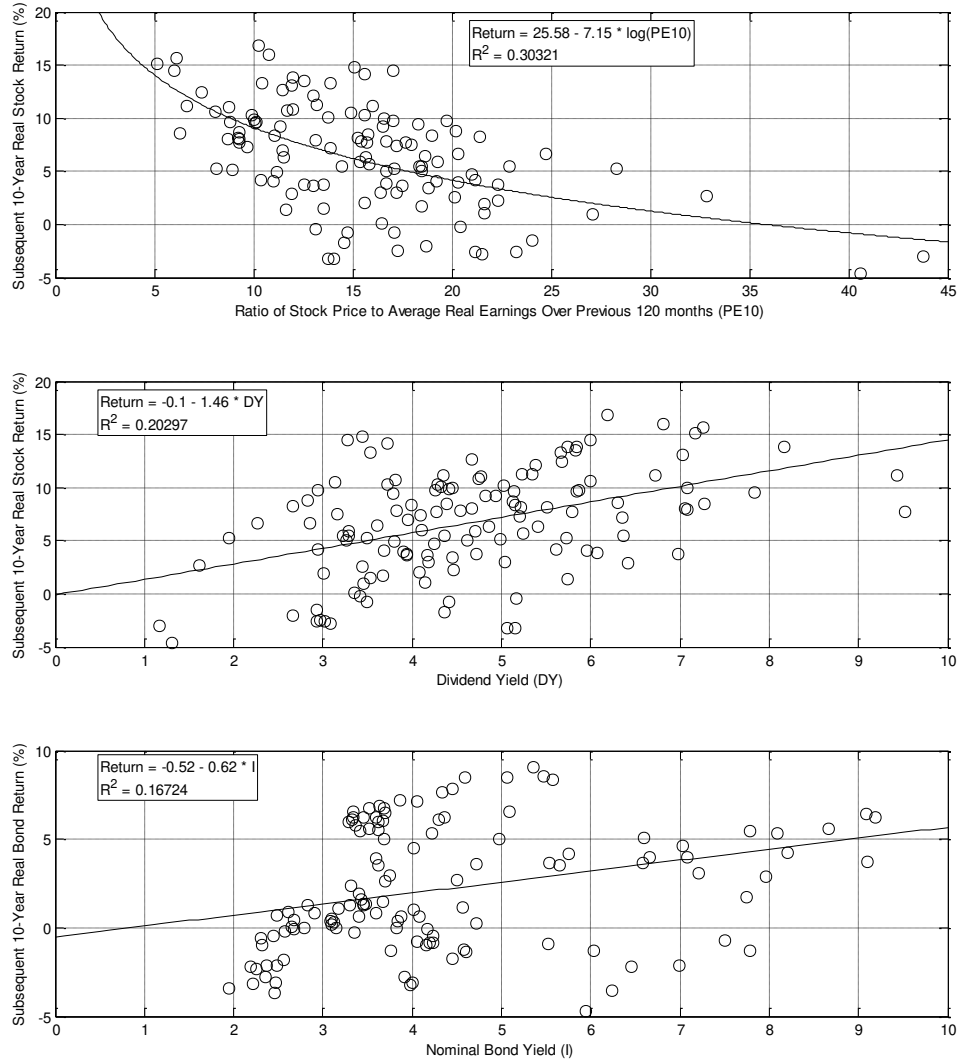 Subsequent 10-Year Real Stock Return (%)
20
15
10
5
0
-5
Return = 25.58 - 7.15 * log(PE10)
R2 = 0.30321
0 5 10 15 20 25 30 35 40 45
Ratio of Stock Price to Average Real Earnings Over Previous 120 months (PE10)
Subsequent 10-Year Real Stock Return (%)
20
15
10
5
0
-5
Return = -0.1 - 1.46 * DY
R2 = 0.20297
0 1 2 3 4 5 6 7 8 9 10
Dividend Yield (DY)
Subsequent 10-Year Real Bond Return (%)
10
5
0
-5
Return = -0.52 - 0.62 * I
R2 = 0.16724
0 1 2 3 4 5 6 7 8 9 10
Nominal Bond Yield (I)